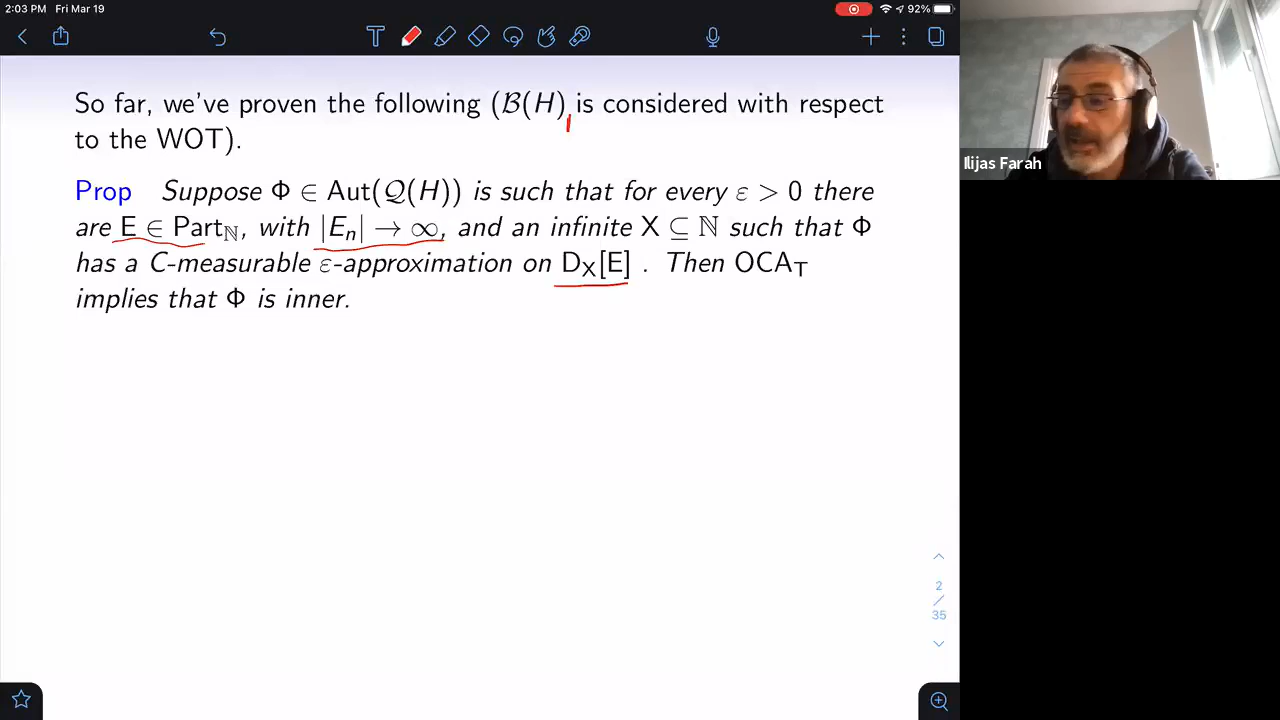 2:03 PM Fri Mar 19
92%
So far, we've proven the following (B(H)₁ is considered with respect
to the WOT).
Prop Suppose Φ ∈ Aut(Q(H)) is such that for every ε > 0 there
are E ∈ Part_ℕ, with |Eₙ| → ∞, and an infinite X ⊆ ℕ such that Φ
has a C-measurable ε-approximation on D_X[E] . Then OCA_T
implies that Φ is inner.
2
/
35
Ilijas Farah